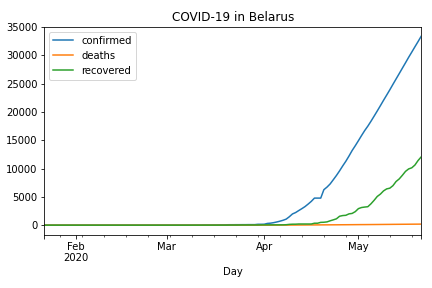 COVID-19 in Belarus
35000
30000
25000
20000
15000
10000
5000
0
confirmed
deaths
recovered
Feb Mar Apr May
2020
Day